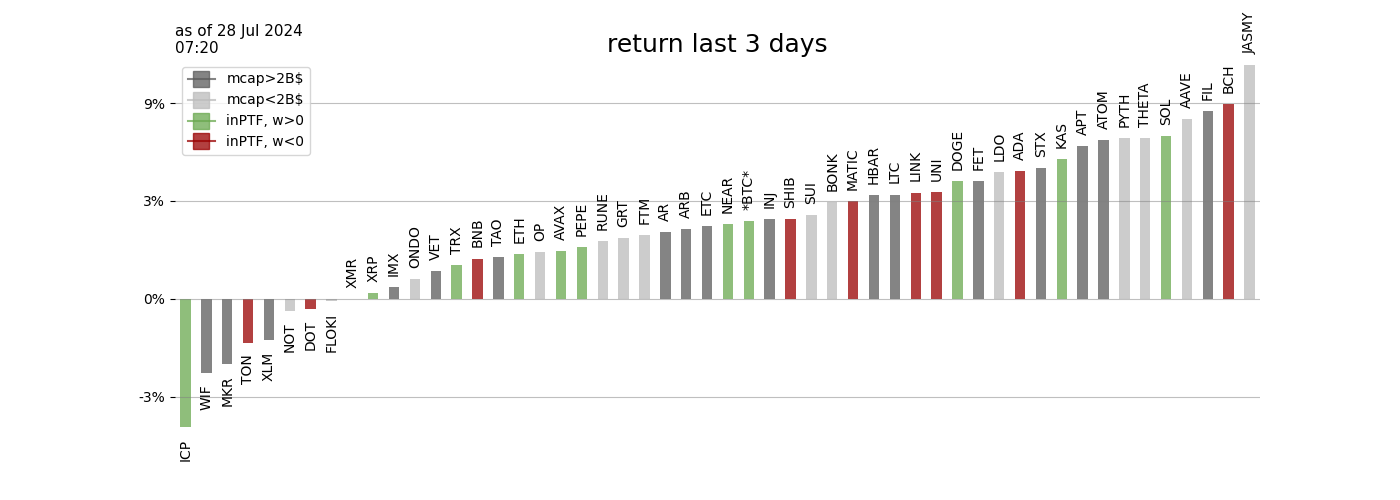 as of 28 Jul 2024
07:20
return last 3 days
mcap>2B$
mcap<2B$
inPTF, w>0
inPTF, w<0
9%
3%
0%
-3%
ICP
WIF
MKR
TON
XLM
NOT
DOT
FLOKI
XMR
XRP
IMX
ONDO
VET
TRX
BNB
TAO
ETH
OP
AVAX
PEPE
RUNE
GRT
FTM
AR
ARB
ETC
NEAR
*BTC*
INJ
SHIB
SUI
BONK
MATIC
HBAR
LTC
LINK
UNI
DOGE
FET
LDO
ADA
STX
KAS
APT
ATOM
PYTH
THETA
SOL
AAVE
FIL
BCH
JASMY